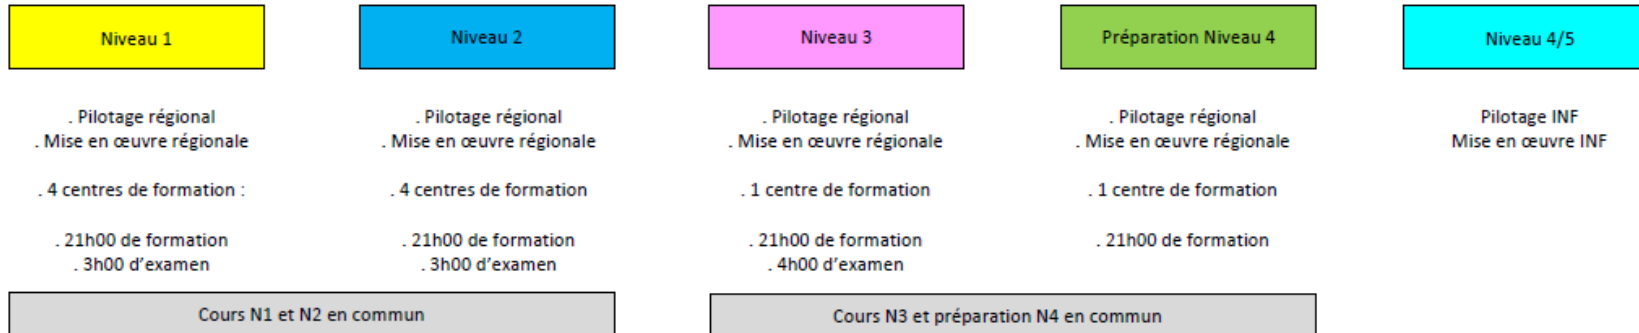 Niveau 1
Niveau 2
Niveau 3
Préparation Niveau 4
Niveau 4/5
. Pilotage régional
. Mise en œuvre régionale
. 4 centres de formation :
. 21h00 de formation
. 3h00 d'examen
. Pilotage régional
. Mise en œuvre régionale
. 4 centres de formation
. 21h00 de formation
. 3h00 d'examen
. Pilotage régional
. Mise en œuvre régionale
. 1 centre de formation
. 21h00 de formation
. 4h00 d'examen
. Pilotage régional
. Mise en œuvre régionale
. 1 centre de formation
. 21h00 de formation
Pilotage INF
Mise en œuvre INF
Cours N1 et N2 en commun
Cours N3 et préparation N4 en commun